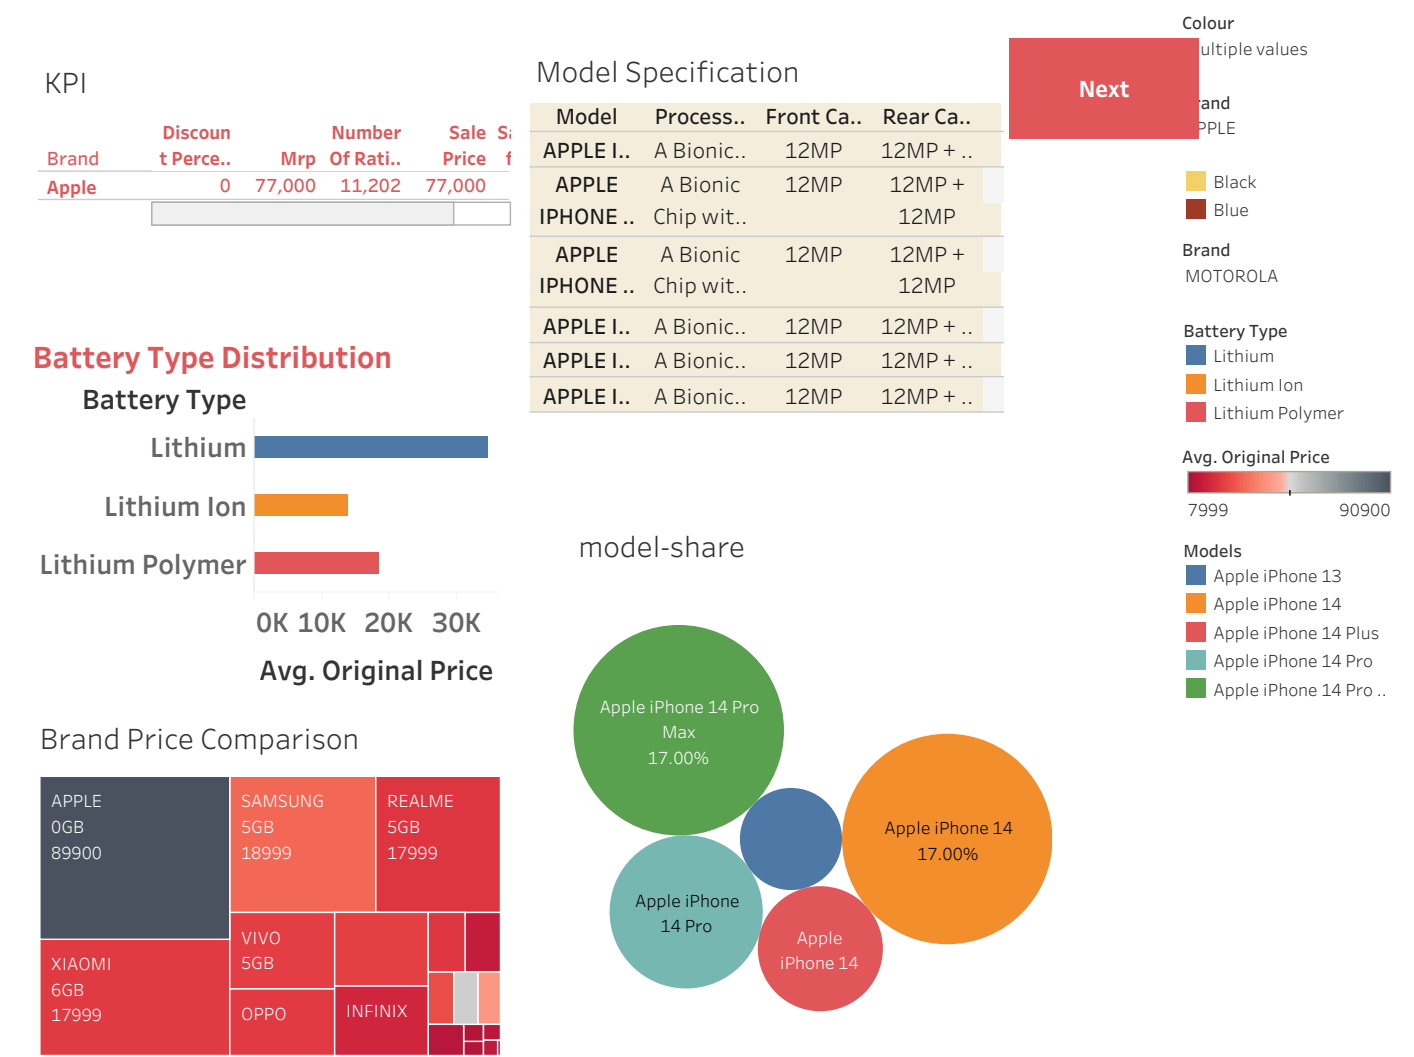 KPI
Discoun
t Perce..
Mrp
Number
Of Rati..
Sale
Price
Brand
Apple 0 77,000 11,202 77,000
Model Specification
Model Process.. Front Ca.. Rear Ca..
APPLE I.. A Bionic.. 12MP 12MP + ..
APPLE A Bionic 12MP 12MP +
IPHONE .. Chip wit.. 12MP
APPLE A Bionic 12MP 12MP +
IPHONE .. Chip wit.. 12MP
APPLE I.. A Bionic.. 12MP 12MP + ..
APPLE I.. A Bionic.. 12MP 12MP + ..
APPLE I.. A Bionic.. 12MP 12MP + ..
Next
Battery Type Distribution
Battery Type
Lithium
Lithium Ion
Lithium Polymer
0K 10K 20K 30K
Avg. Original Price
Brand Price Comparison
APPLE
0GB
89900
SAMSUNG
5GB
18999
REALME
5GB
17999
XIAOMI
6GB
17999
VIVO
5GB
OPPO
INFINIX
model-share
Apple iPhone 14 Pro
Max
17.00%
Apple iPhone 14
17.00%
Apple iPhone
14 Pro
Apple
iPhone 14
Colour
values
Black
Blue
Brand
MOTOROLA
Battery Type
Lithium
Lithium Ion
Lithium Polymer
Avg. Original Price
7999 90900
Models
Apple iPhone 13
Apple iPhone 14
Apple iPhone 14 Plus
Apple iPhone 14 Pro
Apple iPhone 14 Pro ..